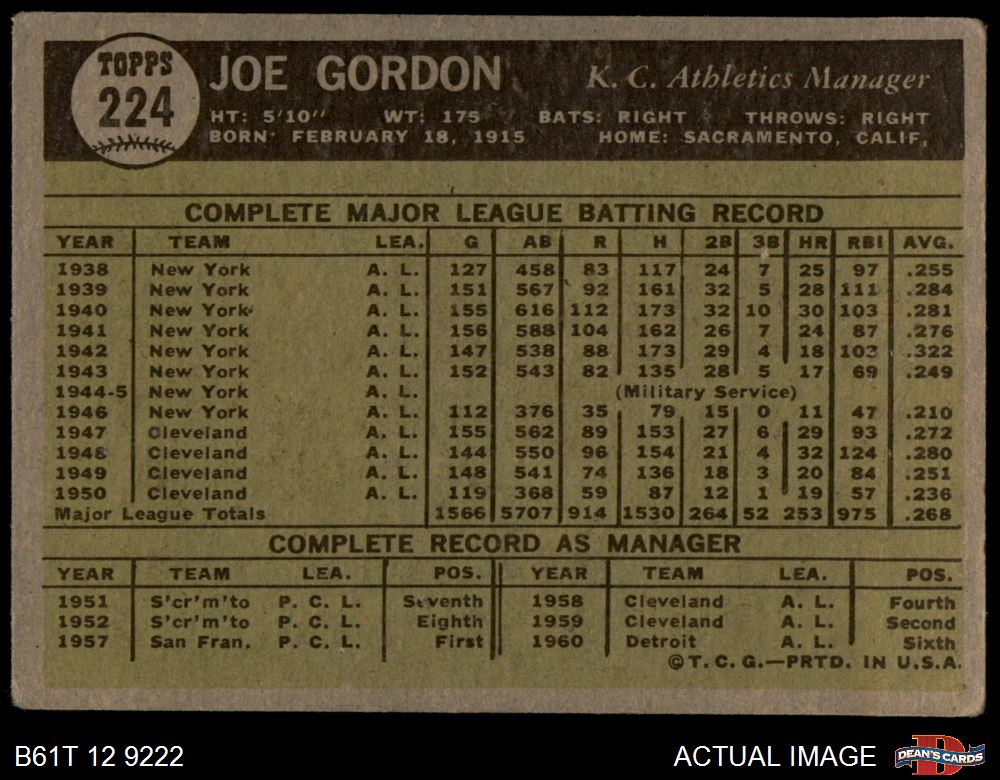 TOPPS
224
JOE GORDON K. C. Athletics Manager
HT: 5'10" WT: 175 BATS: RIGHT THROWS: RIGHT
BORN: FEBRUARY 18, 1915 HOME: SACRAMENTO, CALIF.
COMPLETE MAJOR LEAGUE BATTING RECORD
YEAR TEAM LEA. G AB R H 2B 3B HR RBI AVG.
1938 New York A. L. 127 458 83 117 24 7 25 97 .255
1939 New York A. L. 151 567 92 161 32 5 28 111 .284
1940 New York A. L. 155 616 112 173 32 10 30 103 .281
1941 New York A. L. 156 588 104 162 26 7 24 87 .276
1942 New York A. L. 147 538 88 173 29 4 18 103 .322
1943 New York A. L. 152 543 82 135 28 5 17 69 .249
1944-5 New York A. L. (Military Service)
1946 New York A. L. 112 376 35 79 15 0 11 47 .210
1947 Cleveland A. L. 155 562 89 153 27 6 29 93 .272
1948 Cleveland A. L. 144 550 96 154 21 4 32 124 .280
1949 Cleveland A. L. 148 541 74 136 18 3 20 84 .251
1950 Cleveland A. L. 119 368 59 87 12 1 19 57 .236
Major League Totals 1566 5707 914 1530 264 52 253 975 .268
COMPLETE RECORD AS MANAGER
YEAR TEAM LEA. POS. YEAR TEAM LEA. POS.
1951 S'cr'm'to P. C. L. Seventh 1958 Cleveland A. L. Fourth
1952 S'cr'm'to P. C. L. Eighth 1959 Cleveland A. L. Second
1957 San Fran. P. C. L. First 1960 Detroit A. L. Sixth
©T.C.G.—PRTD. IN U.S.A.
B61T 12 9222 ACTUAL IMAGE DEAN'S CARDS